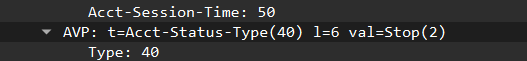 Acct-Session-Time: 50
AVP: t=Acct-Status-Type(40) l=6 val=Stop(2)
Type: 40